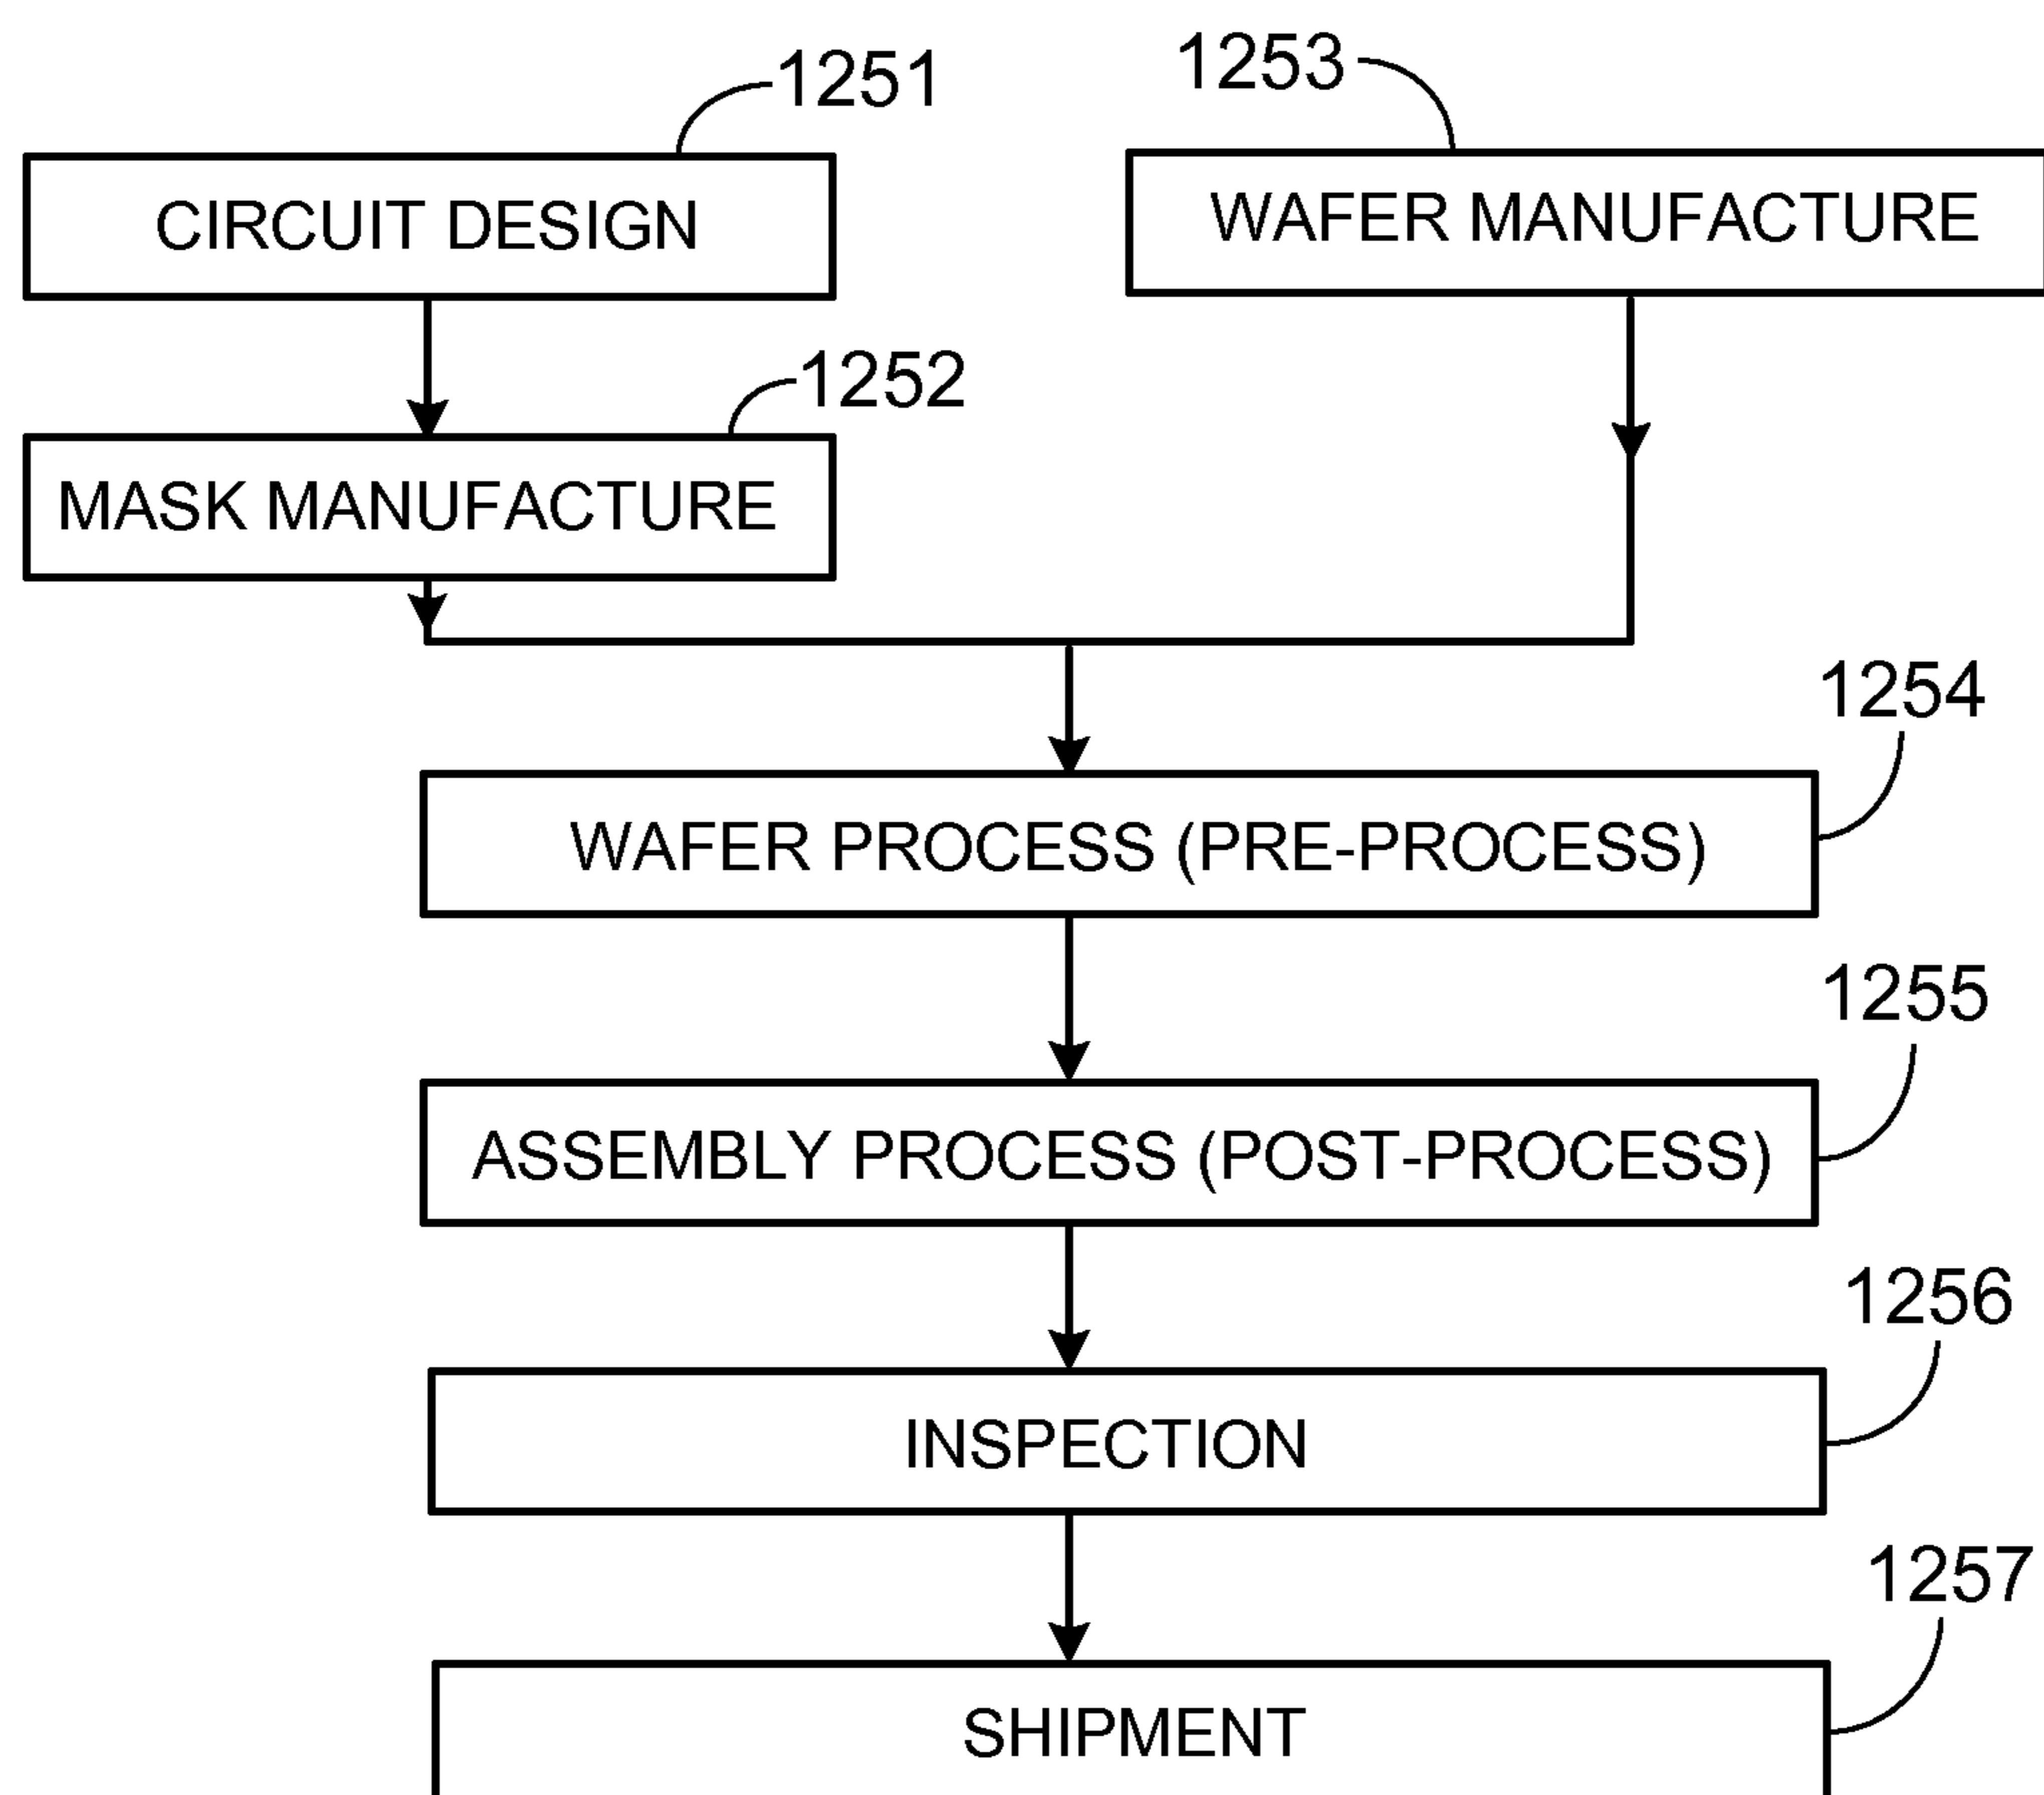 1251
1253
CIRCUIT DESIGN
WAFER MANUFACTURE
1252
MASK MANUFACTURE
1254
WAFER PROCESS (PRE-PROCESS)
1255
ASSEMBLY PROCESS (POST-PROCESS)
1256
INSPECTION
1257
SHIPMENT